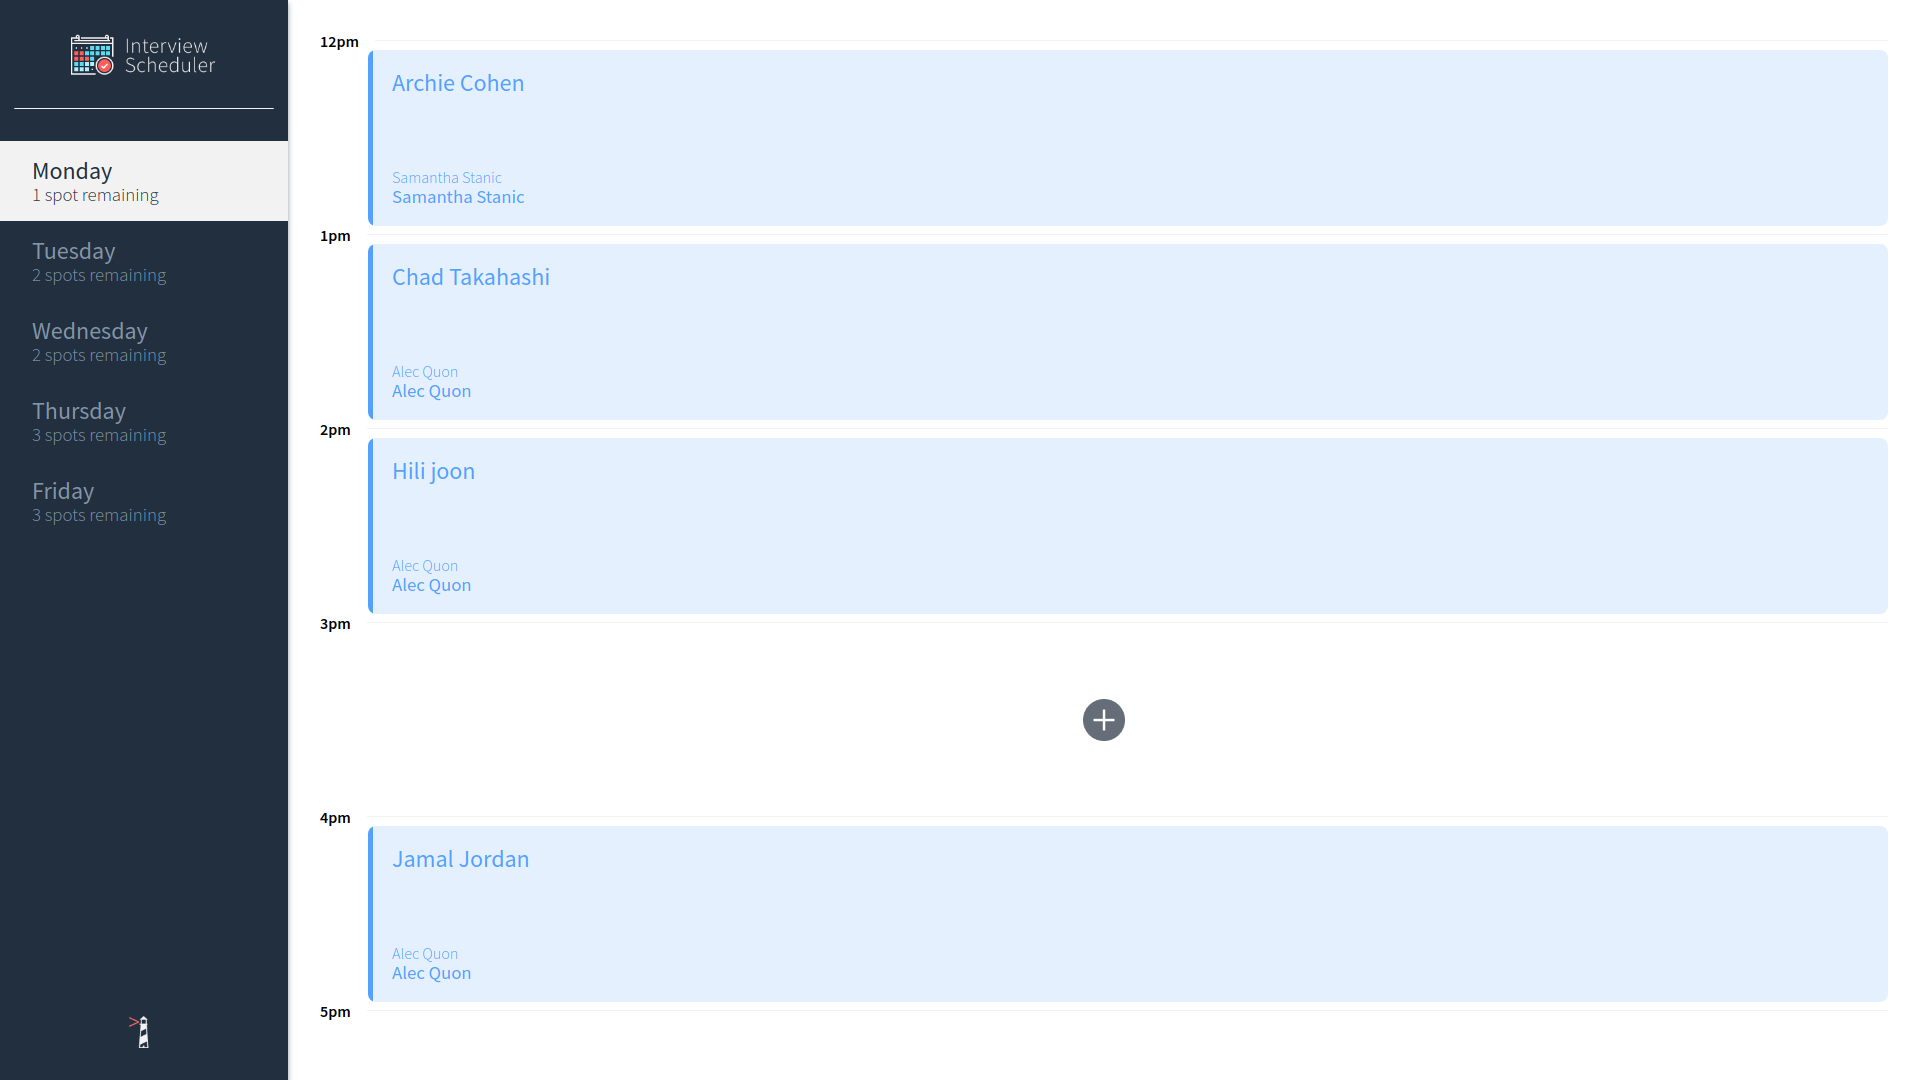 Interview
Scheduler
Monday
1 spot remaining
Tuesday
2 spots remaining
Wednesday
2 spots remaining
Thursday
3 spots remaining
Friday
3 spots remaining
12pm
Archie Cohen
Samantha Stanic
Samantha Stanic
1pm
Chad Takahashi
Alec Quon
Alec Quon
2pm
Hili joon
Alec Quon
Alec Quon
3pm
4pm
Jamal Jordan
Alec Quon
Alec Quon
5pm